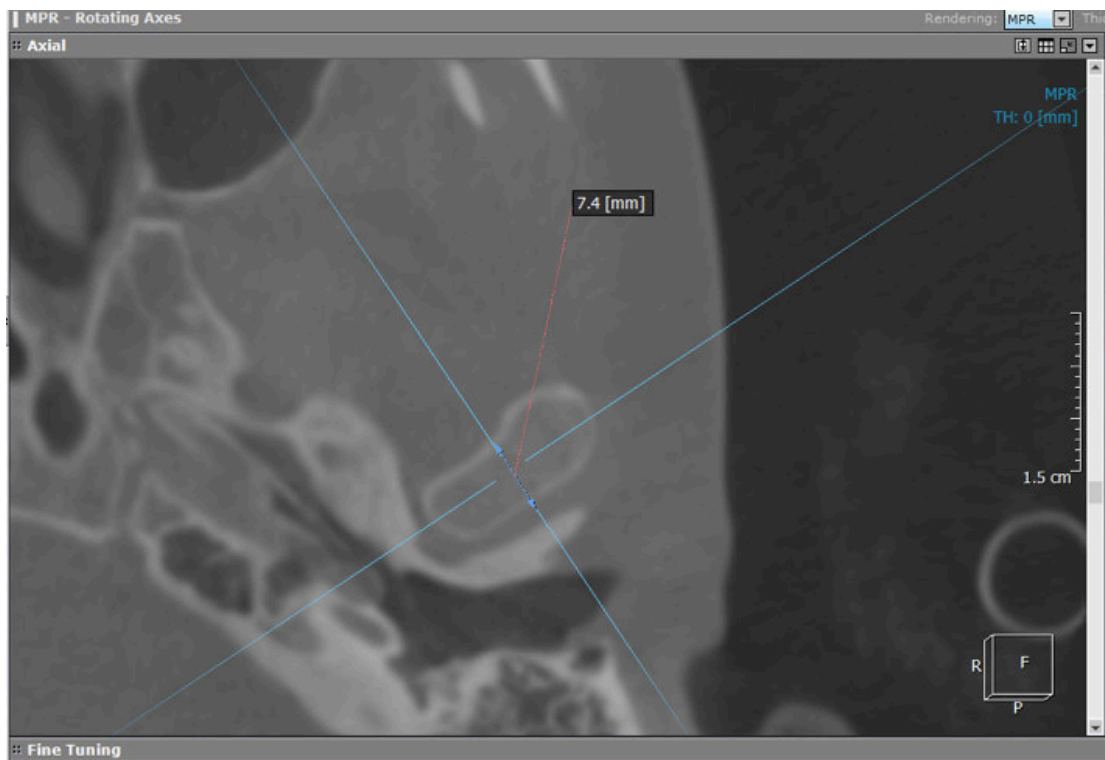 MPR - Rotating Axes Rendering: MPR
Axial
MPR
TH: 0 [mm]
7.4 [mm]
1.5 cm
R F
P
Fine Tuning